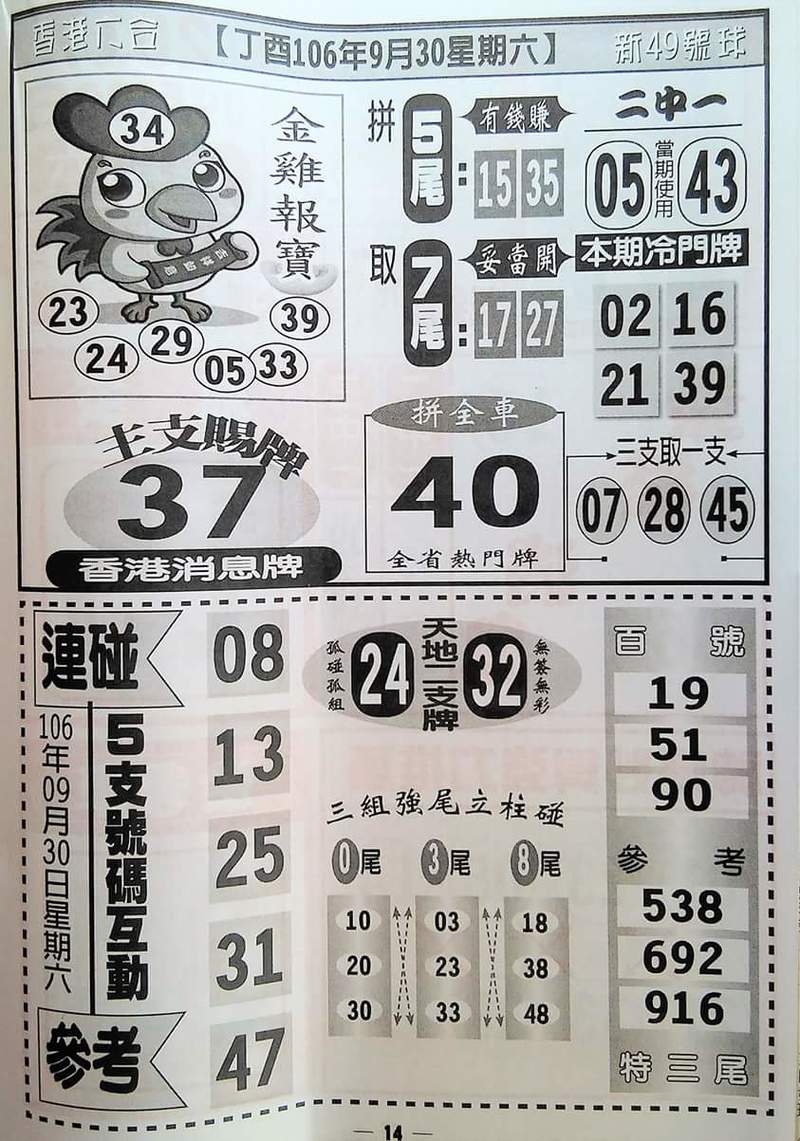 香港六合 【丁酉106年9月30星期六】 新49號球
34
金雞報寶
23
24
29
05
33
39
主支賜牌
37
香港消息牌
拼 5尾: 有錢賺
15 35
取 7尾: 妥當開
17 27
二中一
05 當期使用 43
本期冷門牌
02 16
21 39
拼全車
40
全省熱門牌
三支取一支
07 28 45
連碰
5支號碼互動
參考
106年09月30日星期六
08
13
25
31
47
孤碰孤組 24 天地二支牌 32 無簽無彩
三組強尾立柱碰
0尾 3尾 8尾
10 03 18
20 23 38
30 33 48
百號
19
51
90
參考
538
692
916
特三尾
— 14 —